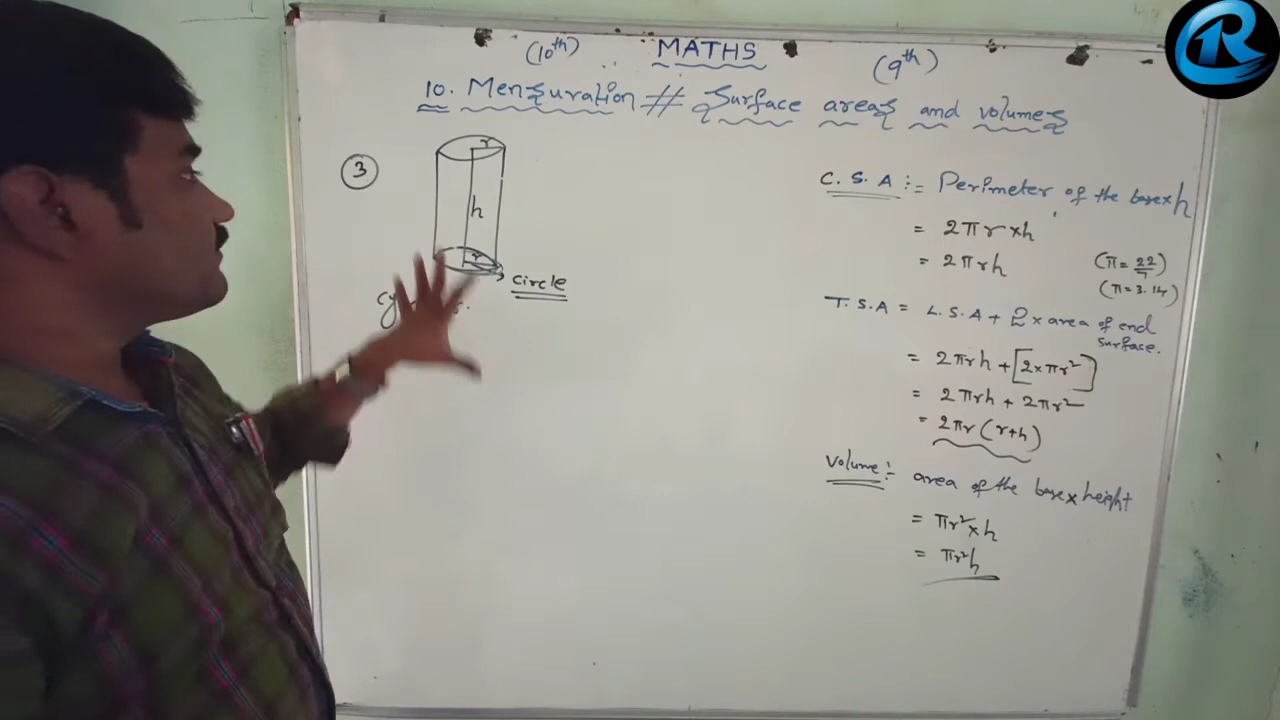 (10th) MATHS (9th)
10. Mensuration // Surface areas and volumes
3
r
h
r
circle
C.S.A := Perimeter of the base×h
= 2πr×h
= 2πrh
(π=22/7)
(π=3.14)
T.S.A = L.S.A + 2×area of end
surface.
= 2πrh + [2×πr²]
= 2πrh + 2πr²
= 2πr(r+h)
Volume:- area of the base×height
= πr²×h
= πr²h
R